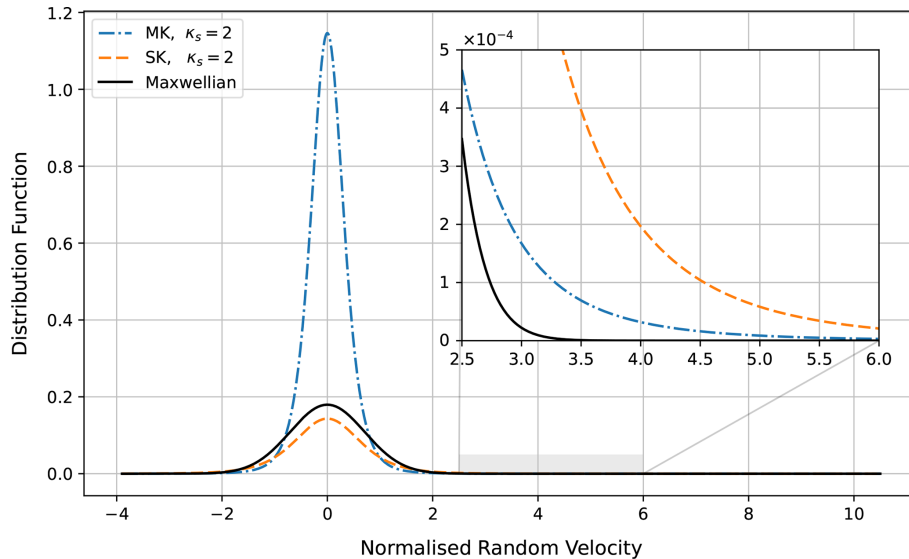 1.2
1.0
0.8
0.6
0.4
0.2
0.0
Distribution Function
MK, κₛ = 2
SK, κₛ = 2
Maxwellian
×10⁻⁴
5
4
3
2
1
0
2.5 3.0 3.5 4.0 4.5 5.0 5.5 6.0
−4 −2 0 2 4 6 8 10
Normalised Random Velocity